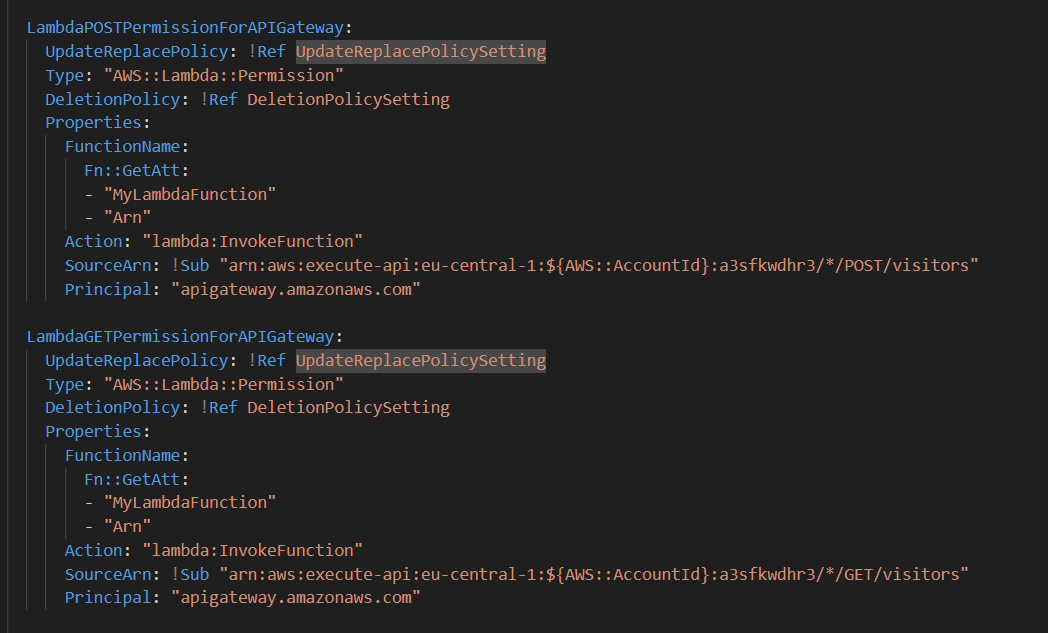 LambdaPOSTPermissionForAPIGateway:
UpdateReplacePolicy: !Ref UpdateReplacePolicySetting
Type: "AWS::Lambda::Permission"
DeletionPolicy: !Ref DeletionPolicySetting
Properties:
FunctionName:
Fn::GetAtt:
- "MyLambdaFunction"
- "Arn"
Action: "lambda:InvokeFunction"
SourceArn: !Sub "arn:aws:execute-api:eu-central-1:${AWS::AccountId}:a3sfkwdhr3/*/POST/visitors"
Principal: "apigateway.amazonaws.com"
LambdaGETPermissionForAPIGateway:
UpdateReplacePolicy: !Ref UpdateReplacePolicySetting
Type: "AWS::Lambda::Permission"
DeletionPolicy: !Ref DeletionPolicySetting
Properties:
FunctionName:
Fn::GetAtt:
- "MyLambdaFunction"
- "Arn"
Action: "lambda:InvokeFunction"
SourceArn: !Sub "arn:aws:execute-api:eu-central-1:${AWS::AccountId}:a3sfkwdhr3/*/GET/visitors"
Principal: "apigateway.amazonaws.com"